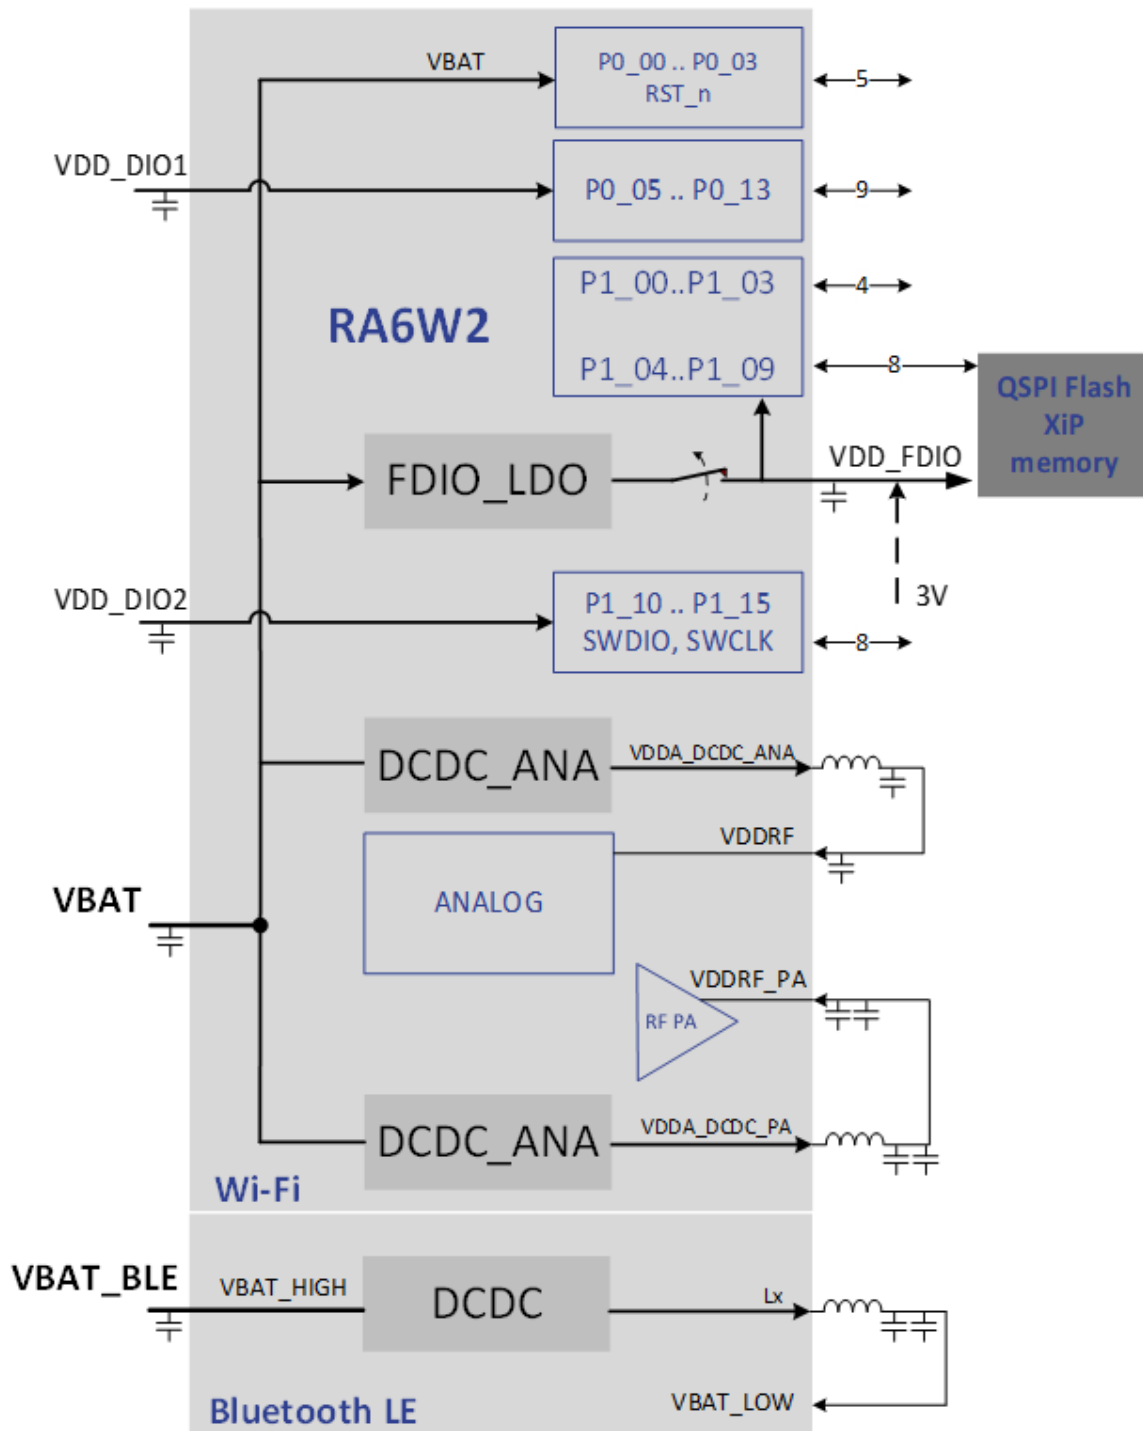 VBAT
P0_00 .. P0_03
RST_n
5
VDD_DIO1
P0_05 .. P0_13
9
P1_00..P1_03
4
RA6W2
P1_04..P1_09
8
QSPI Flash
XiP
memory
FDIO_LDO
VDD_FDIO
3V
VDD_DIO2
P1_10 .. P1_15
SWDIO, SWCLK
8
DCDC_ANA
VDDA_DCDC_ANA
VDDRF
VBAT
ANALOG
VDDRF_PA
RF PA
DCDC_ANA
VDDA_DCDC_PA
Wi-Fi
VBAT_BLE
VBAT_HIGH
DCDC
Lx
VBAT_LOW
Bluetooth LE